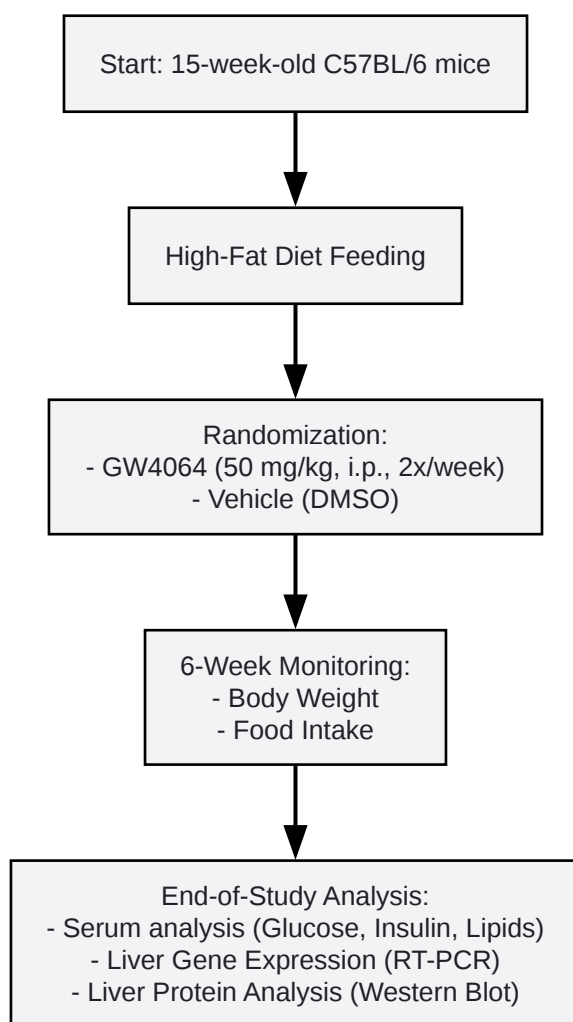 Start: 15-week-old C57BL/6 mice
High-Fat Diet Feeding
Randomization:
- GW4064 (50 mg/kg, i.p., 2x/week)
- Vehicle (DMSO)
6-Week Monitoring:
- Body Weight
- Food Intake
End-of-Study Analysis:
- Serum analysis (Glucose, Insulin, Lipids)
- Liver Gene Expression (RT-PCR)
- Liver Protein Analysis (Western Blot)